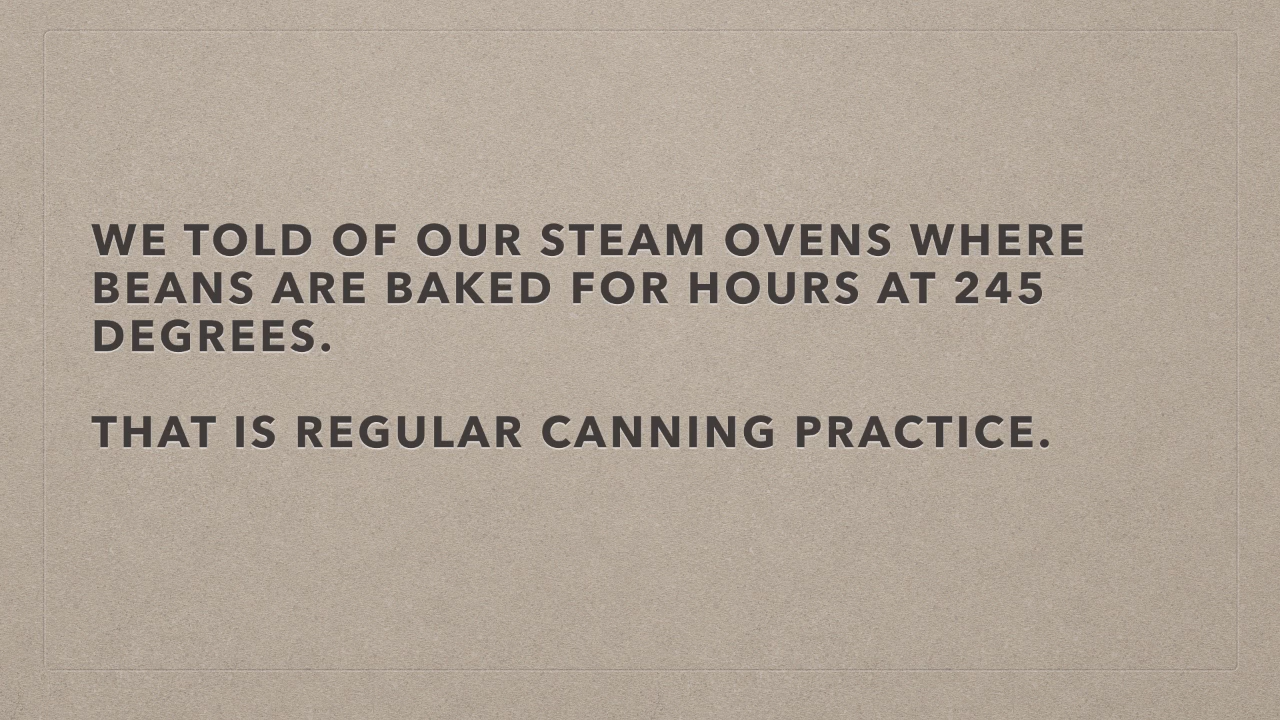 WE TOLD OF OUR STEAM OVENS WHERE
BEANS ARE BAKED FOR HOURS AT 245
DEGREES.
THAT IS REGULAR CANNING PRACTICE.